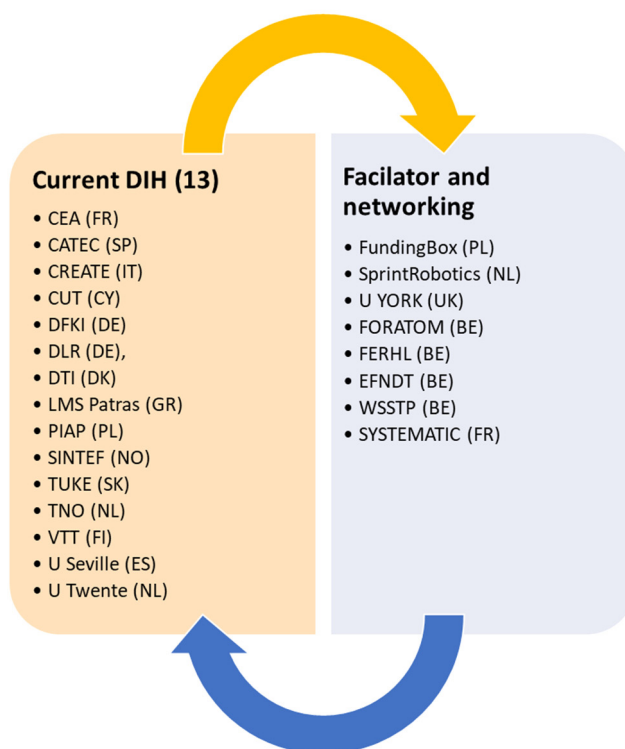 Current DIH (13)
• CEA (FR)
• CATEC (SP)
• CREATE (IT)
• CUT (CY)
• DFKI (DE)
• DLR (DE),
• DTI (DK)
• LMS Patras (GR)
• PIAP (PL)
• SINTEF (NO)
• TUKE (SK)
• TNO (NL)
• VTT (FI)
• U Seville (ES)
• U Twente (NL)
Facilator and
networking
• FundingBox (PL)
• SprintRobotics (NL)
• U YORK (UK)
• FORATOM (BE)
• FERHL (BE)
• EFNDT (BE)
• WSSTP (BE)
• SYSTEMATIC (FR)